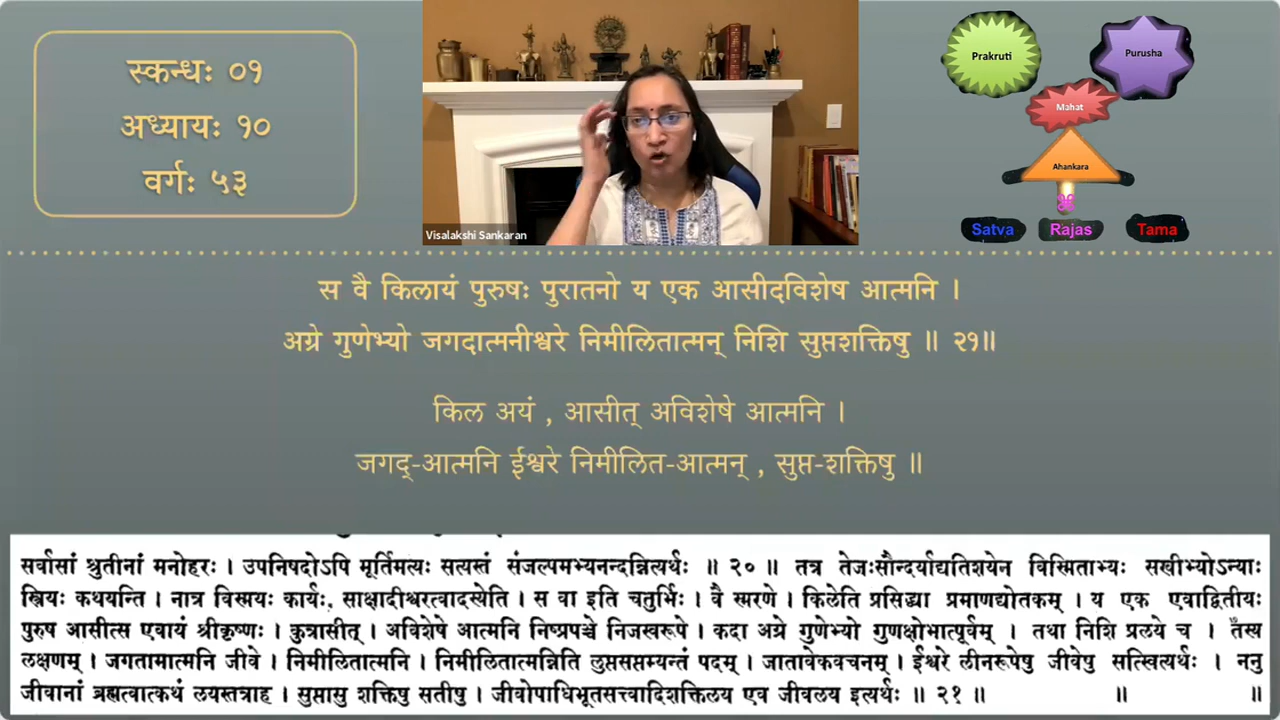 स्कन्धः ०१
अध्यायः १०
वर्गः ५३
Visalakshi Sankaran
Prakruti
Purusha
Mahat
Ahankara
Satva
Rajas
Tama
स वै किलायं पुरुषः पुरातनो य एक आसीदविशेष आत्मनि ।
अग्रे गुणेभ्यो जगदात्मनीश्वरे निमीलितात्मन् निशि सुप्तशक्तिषु ॥ २१॥
किल अयं , आसीत् अविशेषे आत्मनि ।
जगद्-आत्मनि ईश्वरे निमीलित-आत्मन् , सुप्त-शक्तिषु ॥
सर्वासां श्रुतीनां मनोहरः । उपनिषदोऽपि मूर्तिमत्यः सत्यस्तं संजल्पमभ्यनन्दन्नित्यर्थः ॥ २० ॥ तत्र तेजःसौन्दर्याद्यतिशयेन विस्मिताभ्यः सखीभ्योऽन्याः
स्त्रियः कथयन्ति । नात्र विस्मयः कार्यः, साक्षादीश्वरत्वादस्येति । स वा इति चतुर्भिः । वै स्मरणे । किलेति प्रसिद्ध्या प्रमाणद्योतकम् । य एक एवाद्वितीयः
पुरुष आसीत्स एवायं श्रीकृष्णः । कुत्रासीत् । अविशेषे आत्मनि निष्प्रपञ्चे निजस्वरूपे । कदा अग्रे गुणेभ्यो गुणक्षोभात्पूर्वम् । तथा निशि प्रलये च । तस्य
लक्षणम् । जगतामात्मनि जीवे । निमीलितात्मनि । निमीलितात्मन्निति लुप्तसप्तम्यन्तं पदम् । जातावेकवचनम् । ईश्वरे लीनरूपेषु जीवेषु सत्स्वित्यर्थः । ननु
जीवानां ब्रह्मत्वात्कथं लयस्तत्राह । सुप्तासु शक्तिषु सतीषु । जीवोपाधिभूतसत्त्वादिशक्तिलय एव जीवलय इत्यर्थः ॥ २१ ॥ ॥ ॥